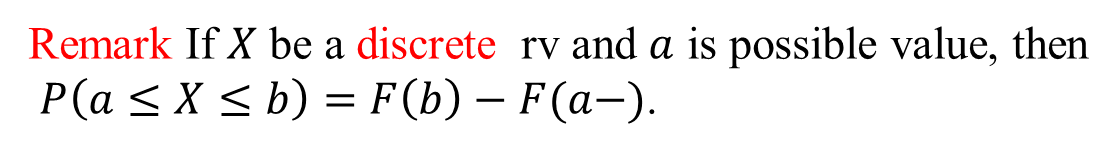 Remark If X be a discrete rv and a is possible value, then
P(a ≤ X ≤ b) = F(b) − F(a−).